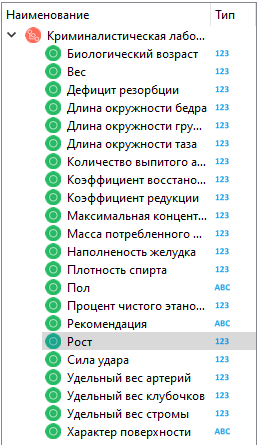 Наименование Тип
Криминалистическая лабо...
Биологический возраст 123
Вес 123
Дефицит резорбции 123
Длина окружности бедра 123
Длина окружности гру... 123
Длина окружности таза 123
Количество выпитого а... 123
Коэффициент восстано... 123
Коэффициент редукции 123
Максимальная концент... 123
Масса потребленного ... 123
Наполненость желудка 123
Плотность спирта 123
Пол ABC
Процент чистого этано... 123
Рекомендация ABC
Рост 123
Сила удара 123
Удельный вес артерий 123
Удельный вес клубочков 123
Удельный вес стромы 123
Характер поверхности ABC